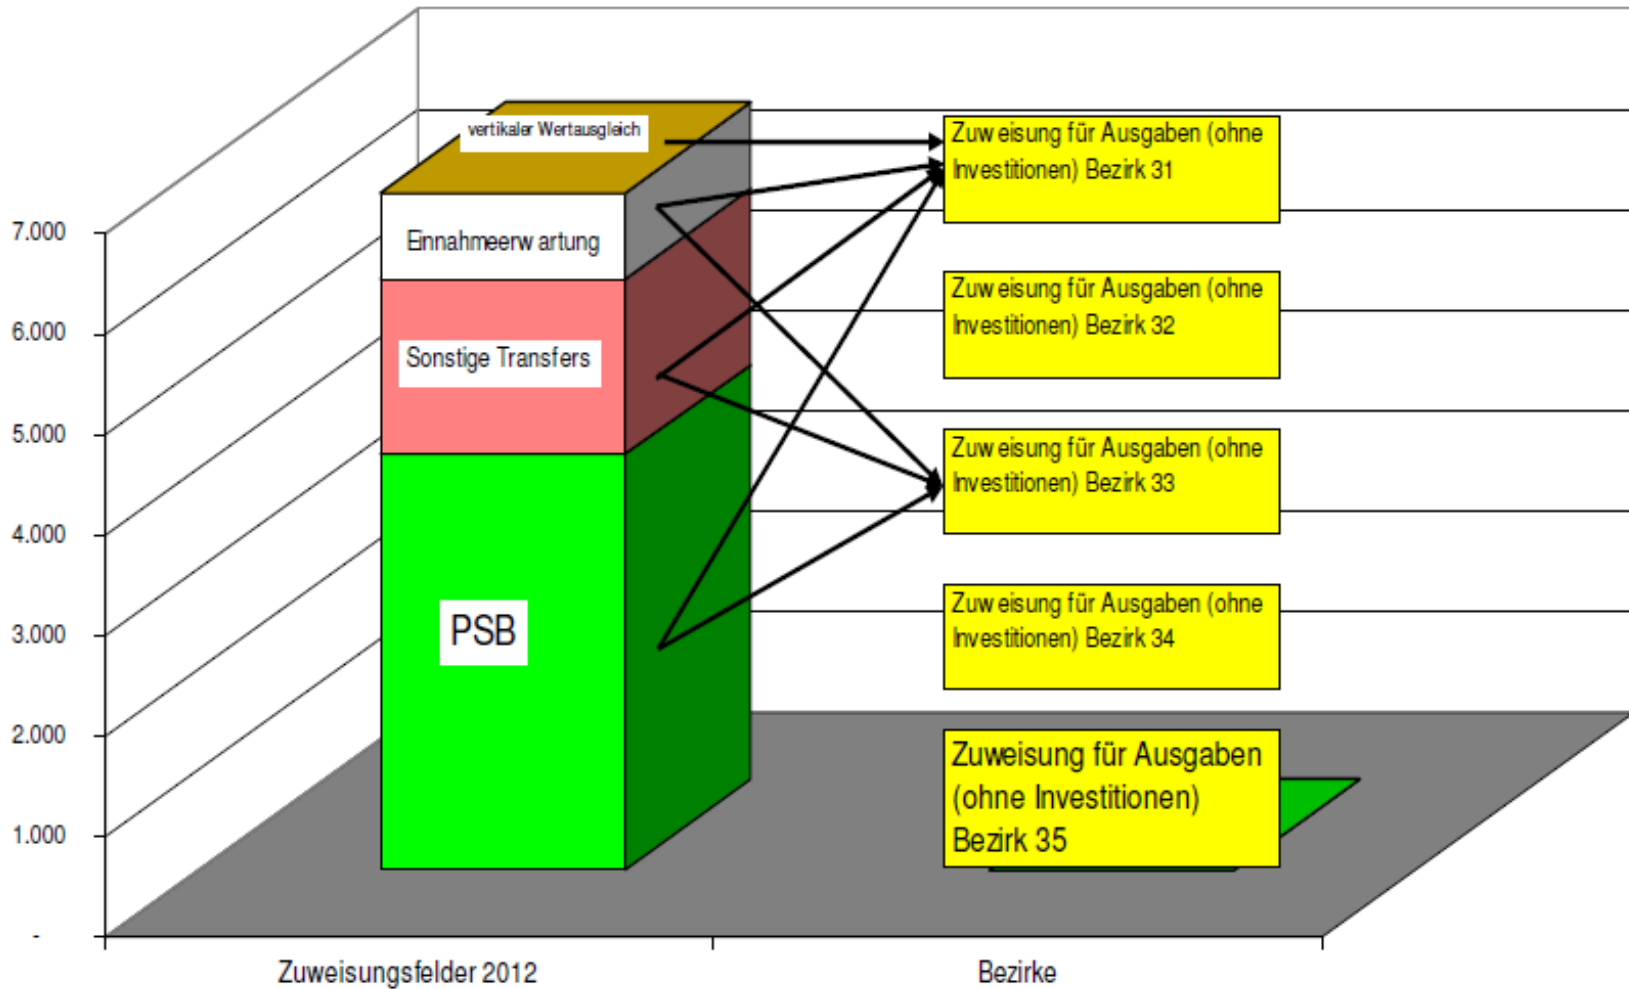 vertikaler Wertausgleich
Einnahmeerwartung
Sonstige Transfers
PSB
7.000
6.000
5.000
4.000
3.000
2.000
1.000
-
Zuweisung für Ausgaben (ohne
Investitionen) Bezirk 31
Zuweisung für Ausgaben (ohne
Investitionen) Bezirk 32
Zuweisung für Ausgaben (ohne
Investitionen) Bezirk 33
Zuweisung für Ausgaben (ohne
Investitionen) Bezirk 34
Zuweisung für Ausgaben
(ohne Investitionen)
Bezirk 35
Zuweisungsfelder 2012
Bezirke